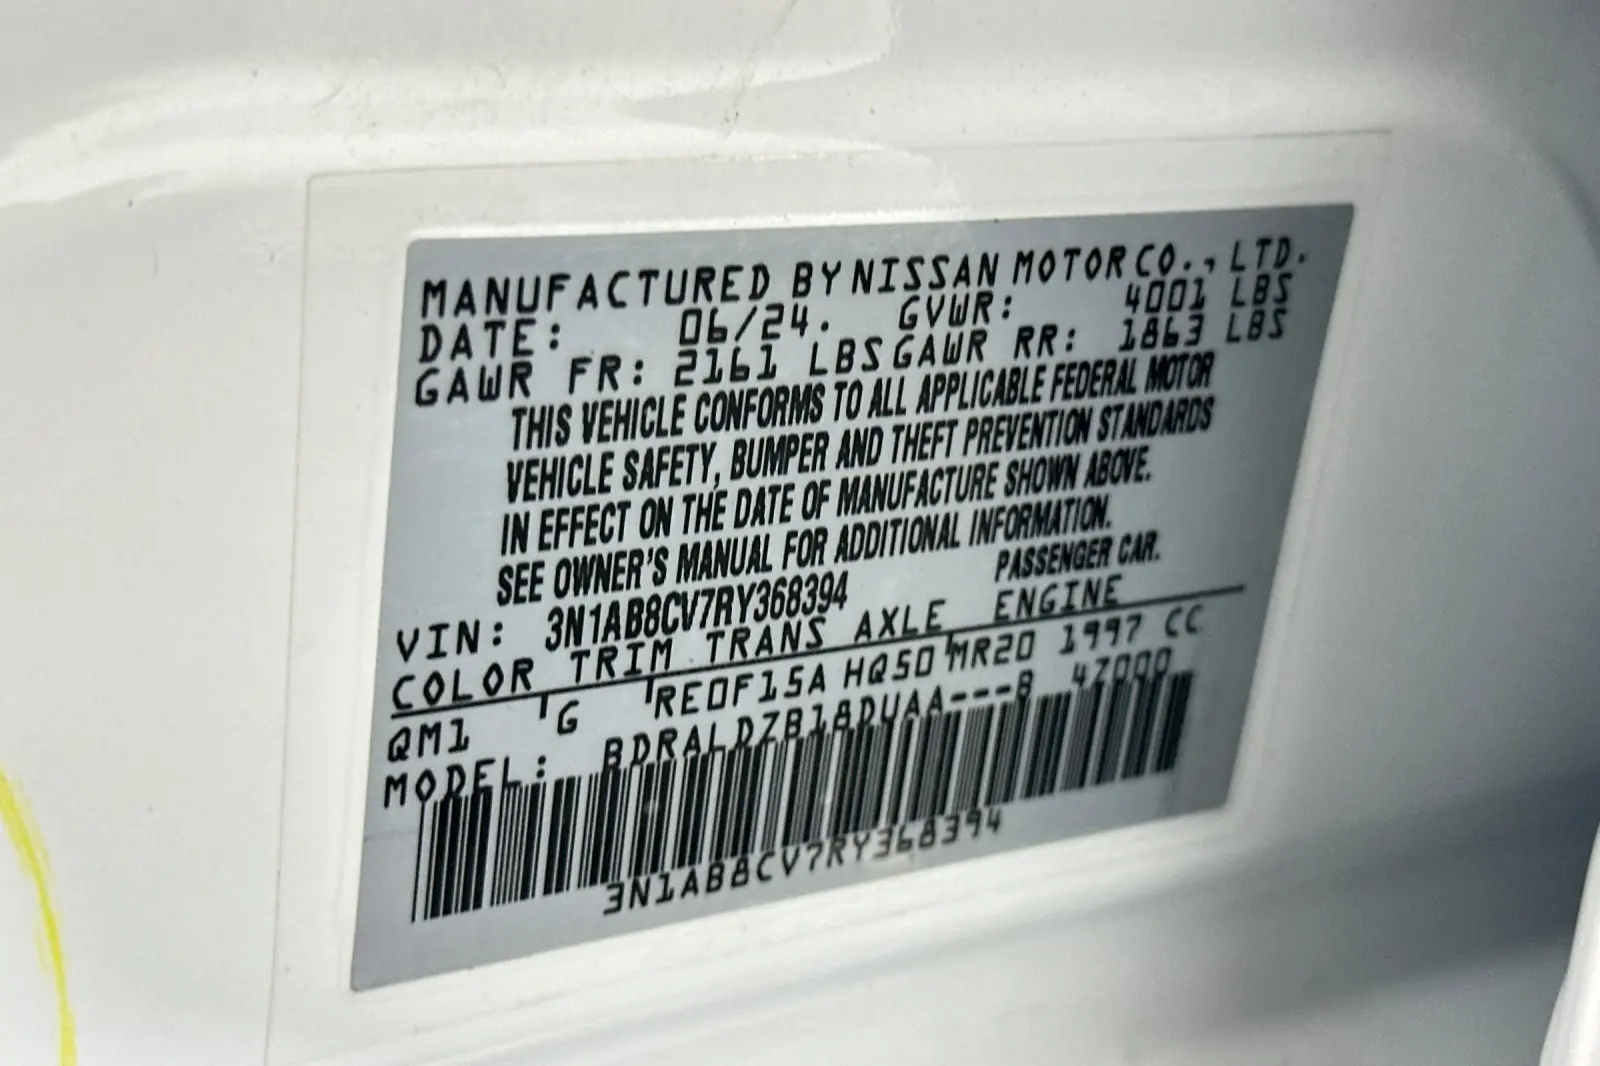 MANUFACTURED BY NISSAN MOTOR CO., LTD.
DATE: 06/24. GVWR: 4001 LBS
GAWR FR: 2161 LBS GAWR RR: 1863 LBS
THIS VEHICLE CONFORMS TO ALL APPLICABLE FEDERAL MOTOR
VEHICLE SAFETY, BUMPER AND THEFT PREVENTION STANDARDS
IN EFFECT ON THE DATE OF MANUFACTURE SHOWN ABOVE.
SEE OWNER'S MANUAL FOR ADDITIONAL INFORMATION.
VIN: 3N1AB8CV7RY368394 PASSENGER CAR.
COLOR TRIM TRANS AXLE ENGINE
QM1 G RE0F15A HQ50 MR20 1997 CC
MODEL: BDRALDZB18DUAA---B 4Z000
3N1AB8CV7RY368394